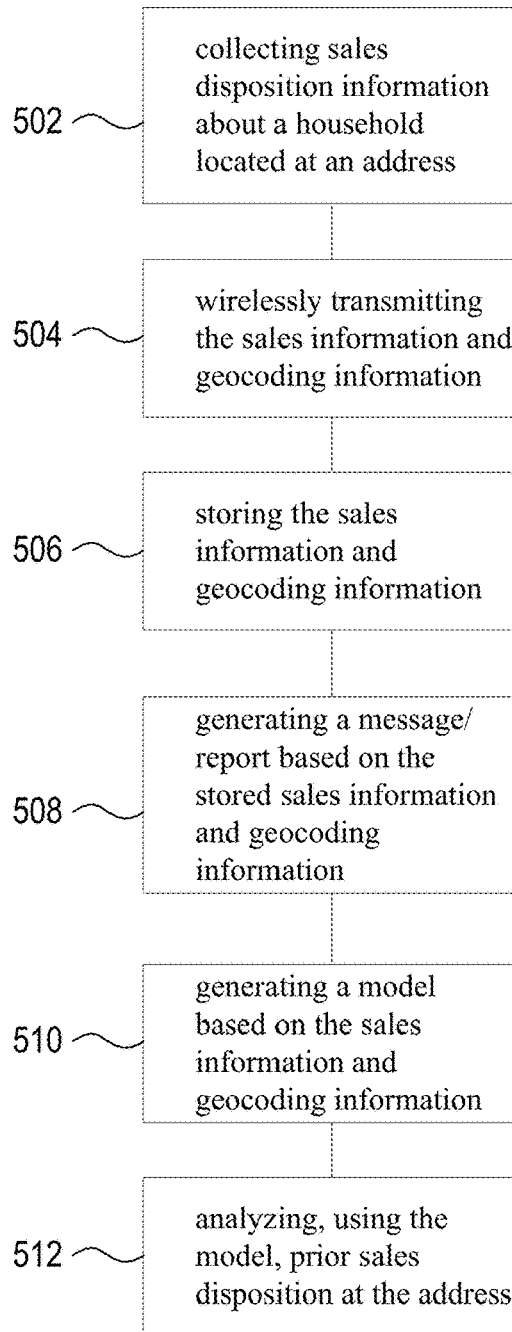 collecting sales
disposition information
502 about a household
located at an address
wirelessly transmitting
504 the sales information and
geocoding information
storing the sales
506 information and
geocoding information
generating a message/
report based on the
508 stored sales information
and geocoding
information
generating a model
510 based on the sales
information and
geocoding information
analyzing, using the
512 model, prior sales
disposition at the address